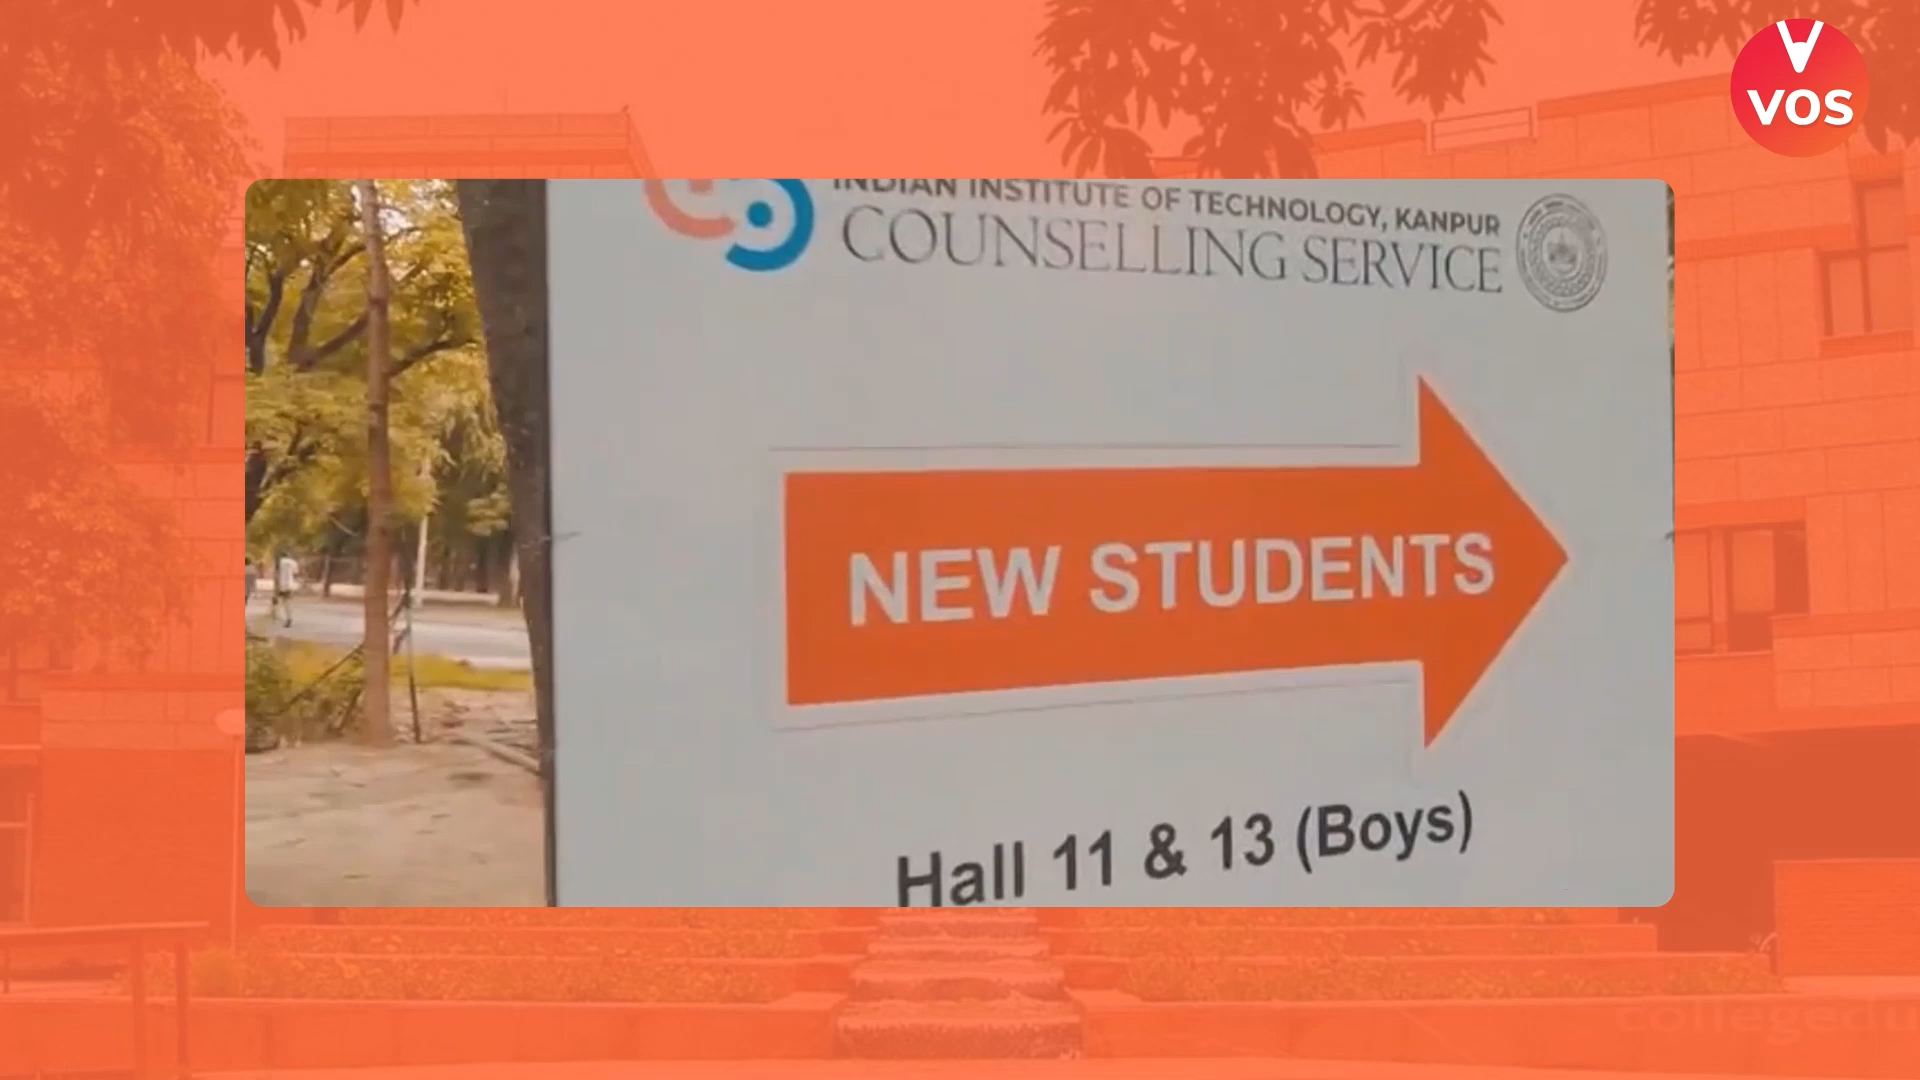 VOS
INDIAN INSTITUTE OF TECHNOLOGY, KANPUR
COUNSELLING SERVICE
NEW STUDENTS
Hall 11 & 13 (Boys)